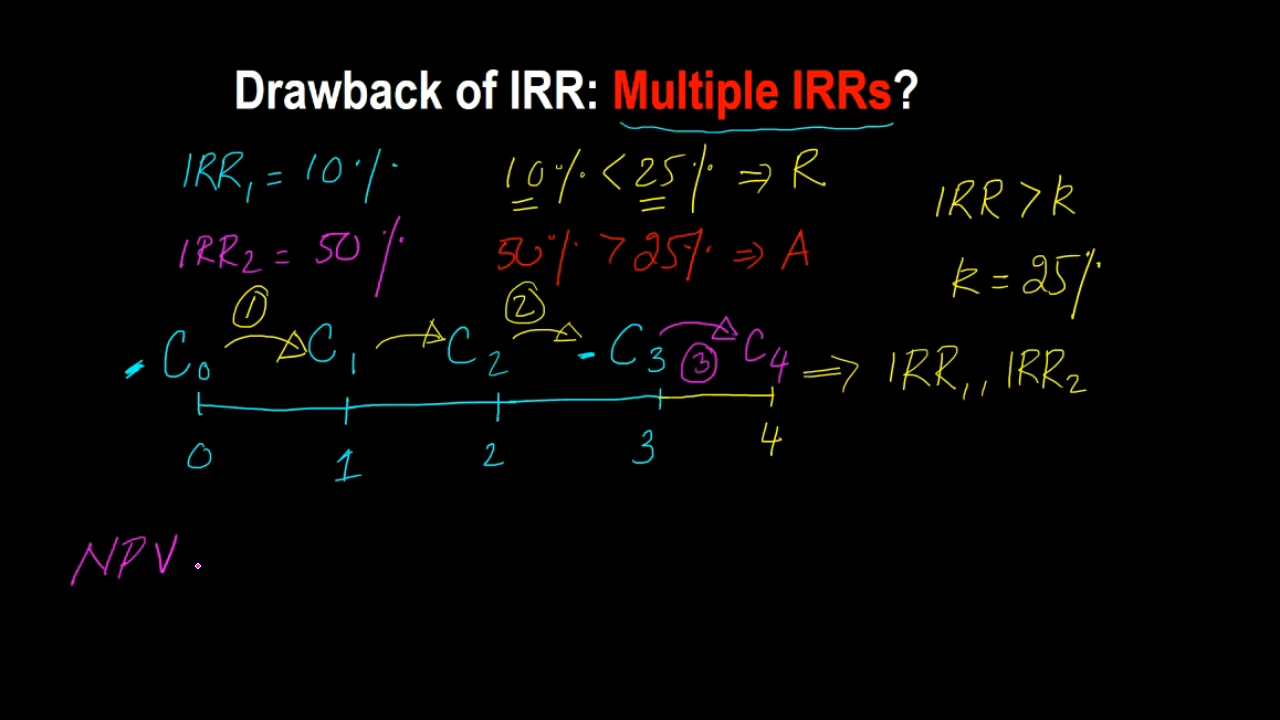 Drawback of IRR: Multiple IRRs?
IRR₁ = 10% 10% < 25% ⇒ R
IRR > k
IRR₂ = 50% 50% > 25% ⇒ A
k = 25%
① ②
-C₀ C₁ C₂ -C₃ ③ C₄ ⇒ IRR₁, IRR₂
0 1 2 3 4
NPV